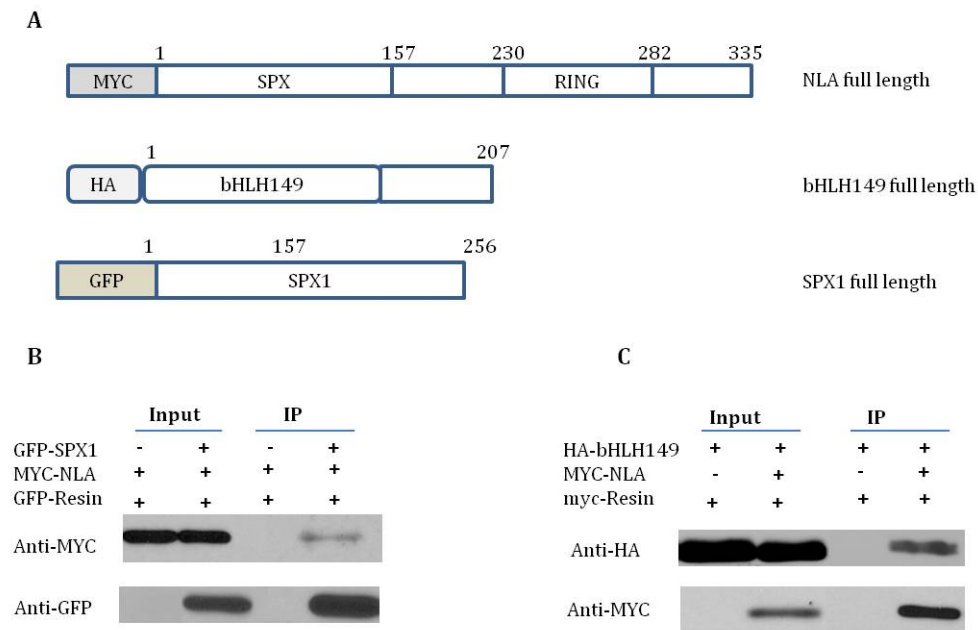 A
1 157 230 282 335
MYC SPX RING NLA full length
1 207
HA bHLH149 bHLH149 full length
1 157 256
GFP SPX1 SPX1 full length
B
Input IP
GFP-SPX1 - + - +
MYC-NLA + + + +
GFP-Resin + + + +
Anti-MYC
Anti-GFP
C
Input IP
HA-bHLH149 + + + +
MYC-NLA - + - +
myc-Resin + + + +
Anti-HA
Anti-MYC